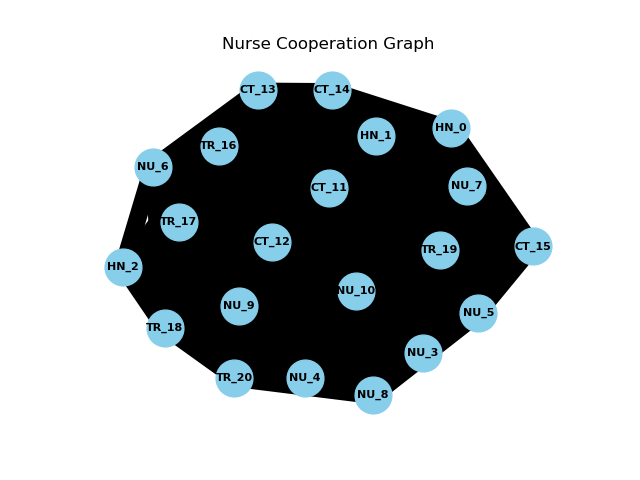 Nurse Cooperation Graph
CT_13
CT_14
HN_0
HN_1
TR_16
NU_6
CT_11
NU_7
TR_17
CT_12
TR_19
CT_15
HN_2
NU_10
NU_9
NU_5
TR_18
NU_3
TR_20
NU_4
NU_8